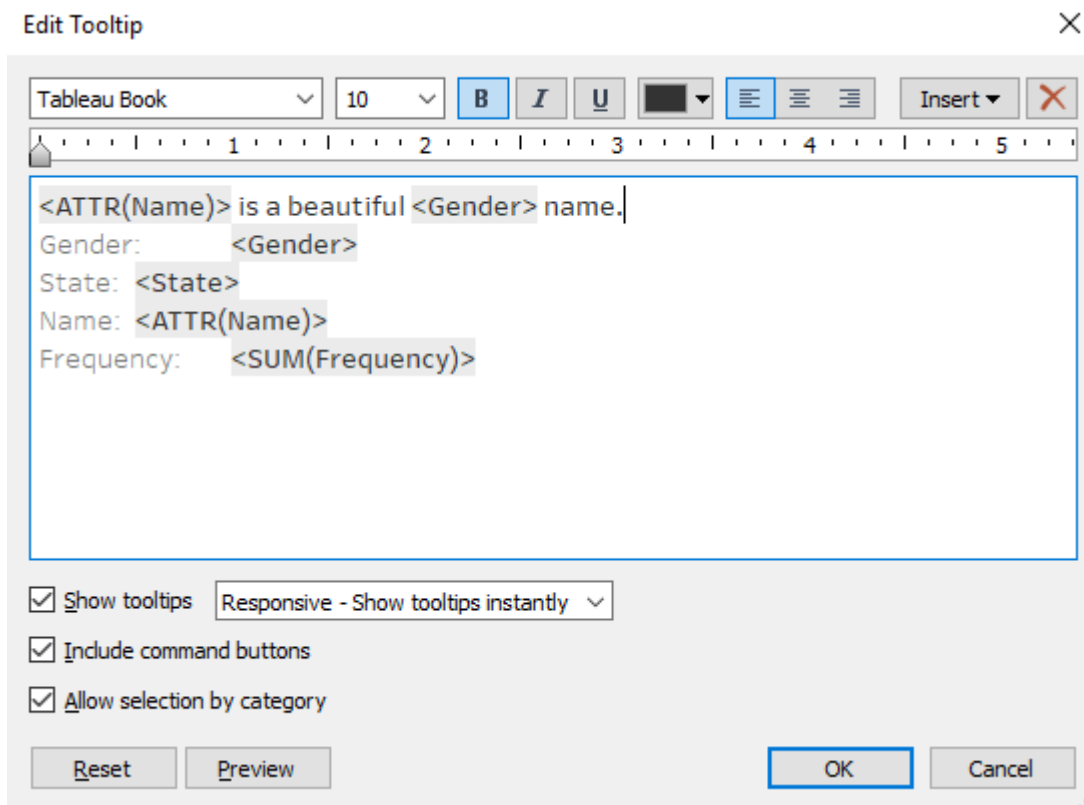 Edit Tooltip
Tableau Book 10 B I U Insert
1 2 3 4 5
<ATTR(Name)> is a beautiful <Gender> name.
Gender: <Gender>
State: <State>
Name: <ATTR(Name)>
Frequency: <SUM(Frequency)>
Show tooltips Responsive - Show tooltips instantly
Include command buttons
Allow selection by category
Reset Preview OK Cancel